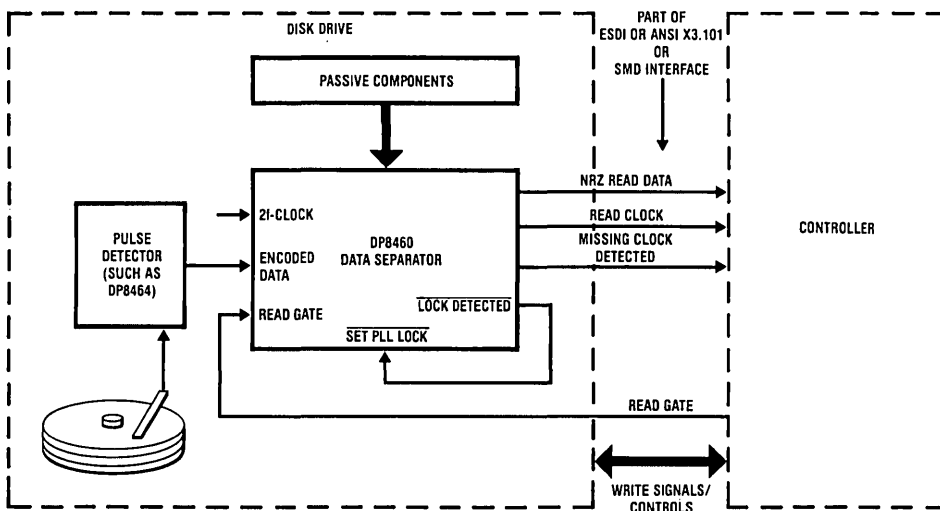 DISK DRIVE
PART OF
ESDI OR ANSI X3.101
OR
SMD INTERFACE
PASSIVE COMPONENTS
NRZ READ DATA
2f-CLOCK
READ CLOCK
CONTROLLER
PULSE
DETECTOR
(SUCH AS
DP8464)
DP8460
DATA SEPARATOR
MISSING CLOCK
DETECTED
ENCODED
DATA
LOCK DETECTED
READ GATE
SET PLL LOCK
READ GATE
WRITE SIGNALS/
CONTROLS